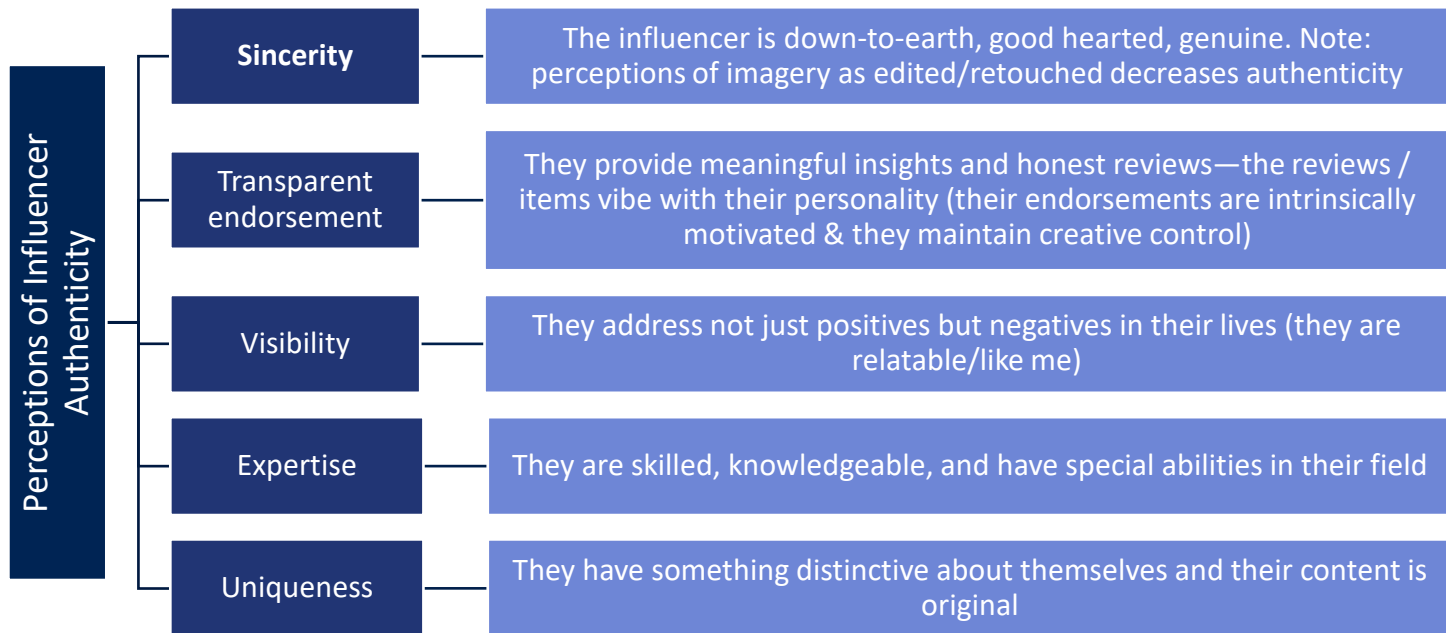 Perceptions of Influencer
Authenticity
Sincerity
The influencer is down-to-earth, good hearted, genuine. Note:
perceptions of imagery as edited/retouched decreases authenticity
Transparent
endorsement
They provide meaningful insights and honest reviews—the reviews /
items vibe with their personality (their endorsements are intrinsically
motivated & they maintain creative control)
Visibility
They address not just positives but negatives in their lives (they are
relatable/like me)
Expertise
They are skilled, knowledgeable, and have special abilities in their field
Uniqueness
They have something distinctive about themselves and their content is
original